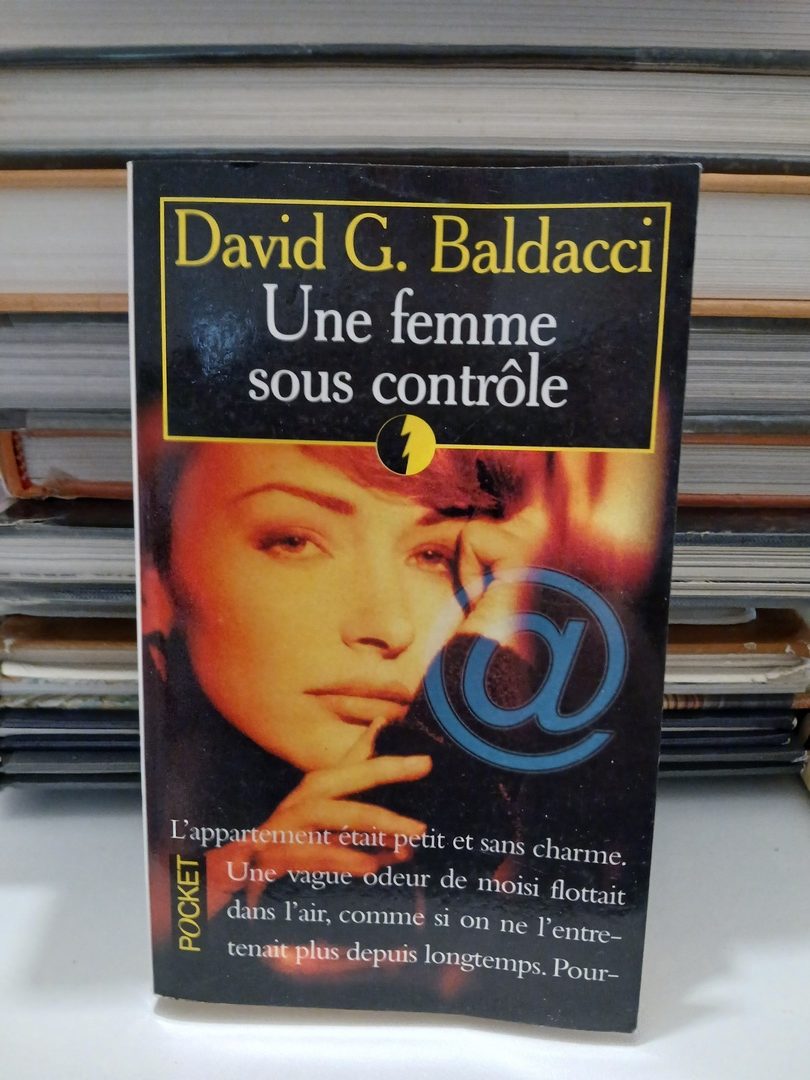 David G. Baldacci
Une femme
sous contrôle
@
L'appartement était petit et sans charme.
Une vague odeur de moisi flottait
dans l'air, comme si on ne l'entre-
tenait plus depuis longtemps. Pour-
POCKET